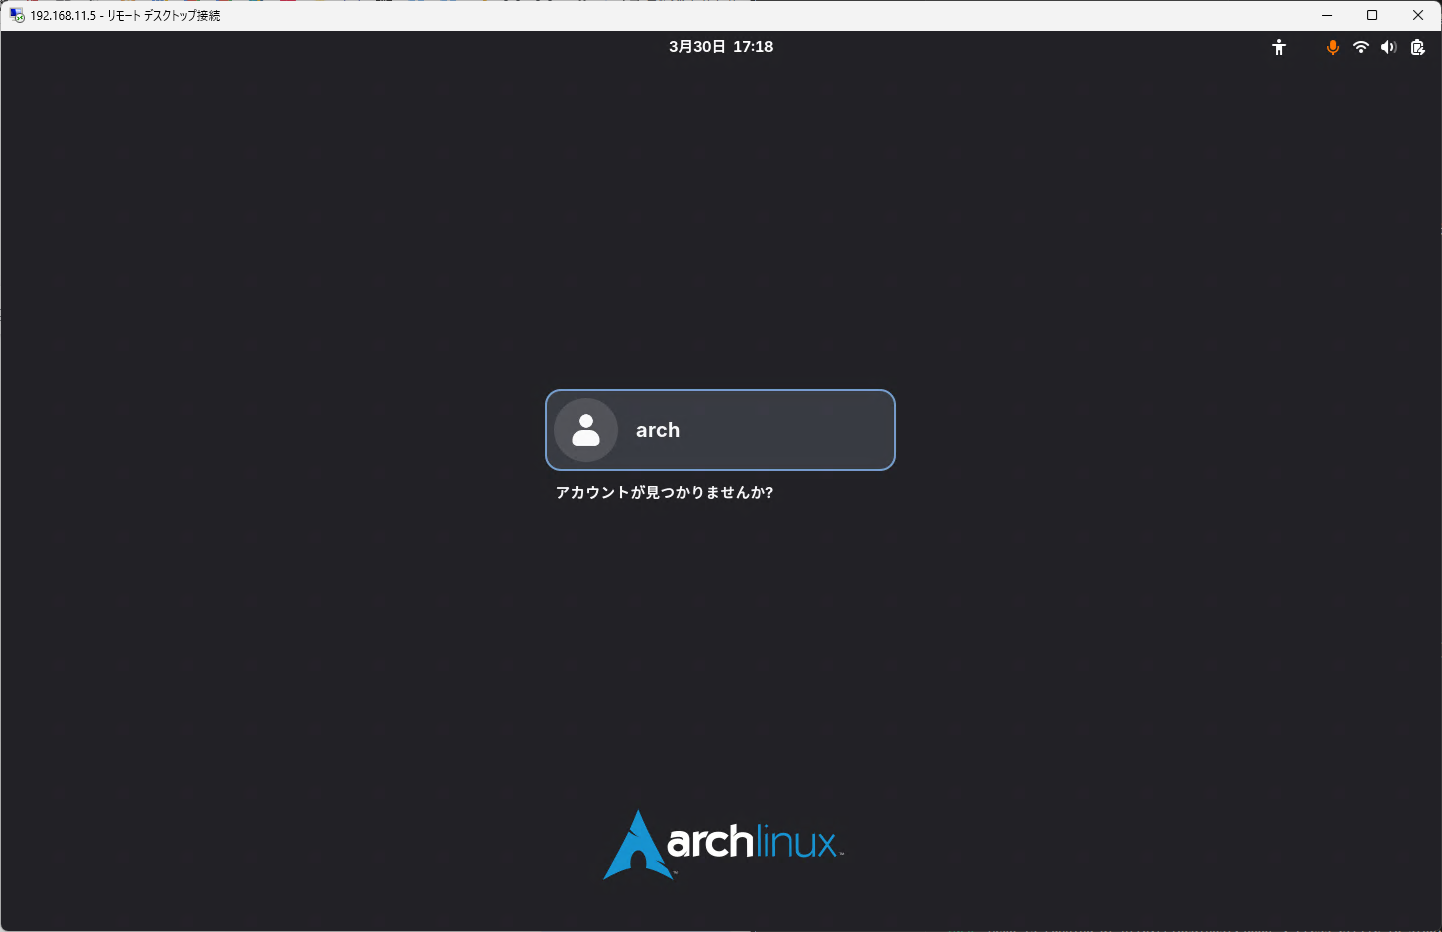 192.168.11.5 - リモート デスクトップ接続
3月30日 17:18
arch
アカウントが見つかりませんか?
archlinux™
™